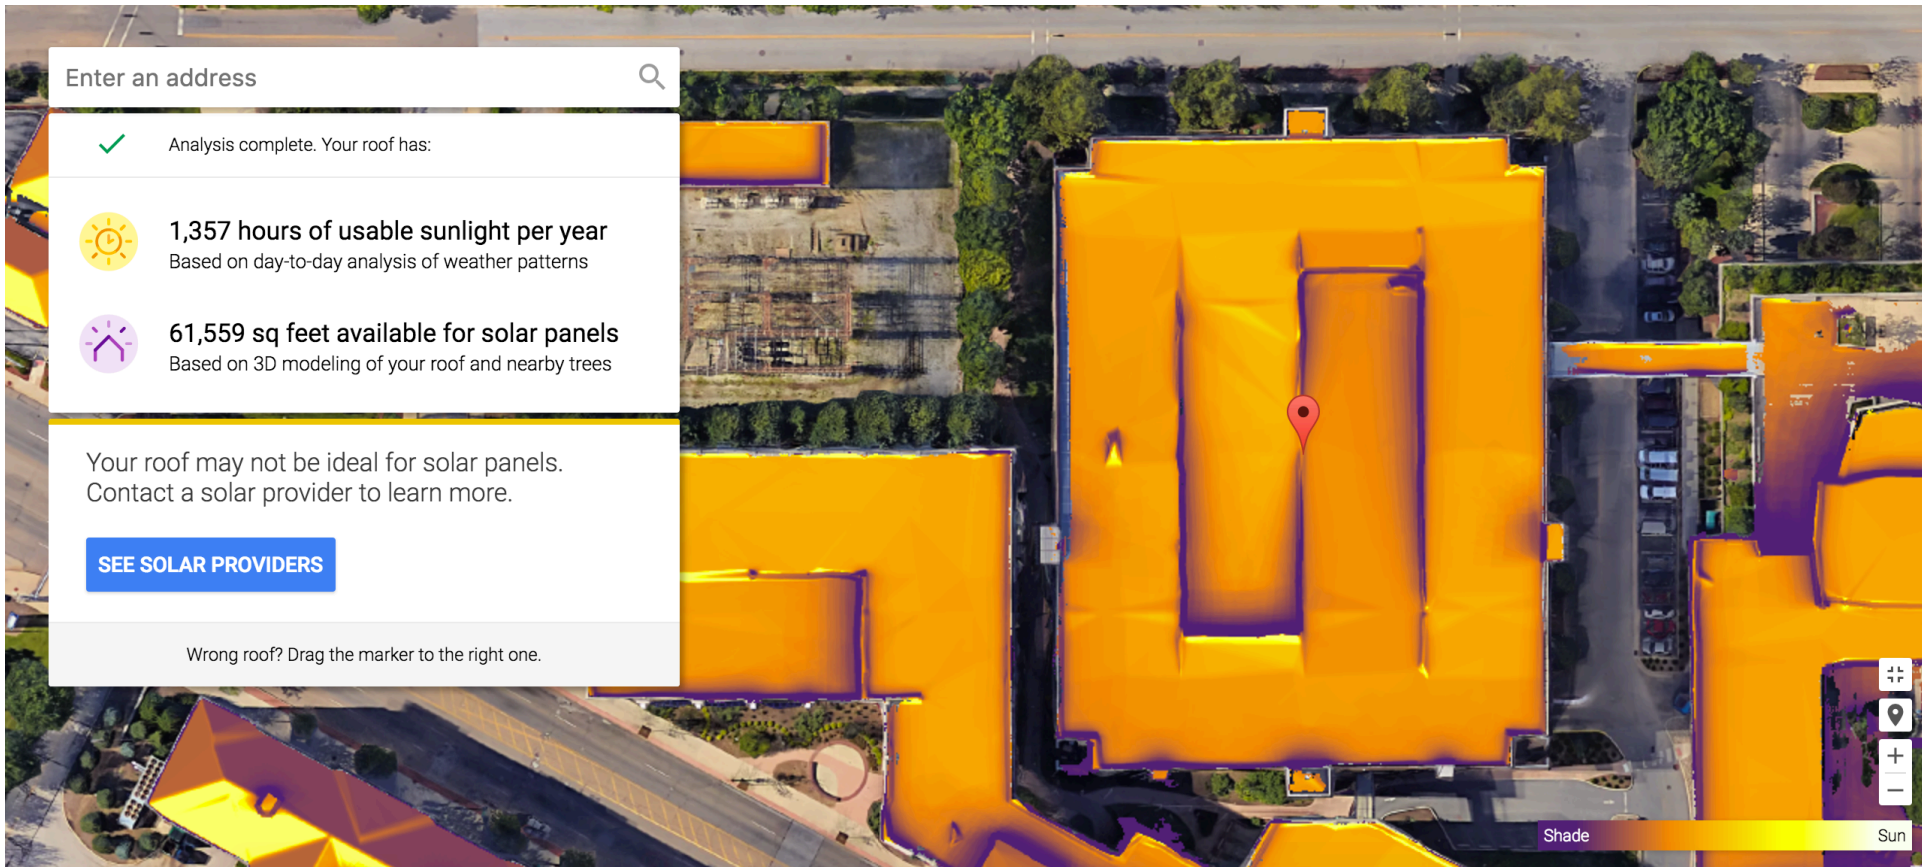 Enter an address
Analysis complete. Your roof has:
1,357 hours of usable sunlight per year
Based on day-to-day analysis of weather patterns
61,559 sq feet available for solar panels
Based on 3D modeling of your roof and nearby trees
Your roof may not be ideal for solar panels.
Contact a solar provider to learn more.
SEE SOLAR PROVIDERS
Wrong roof? Drag the marker to the right one.
Shade Sun